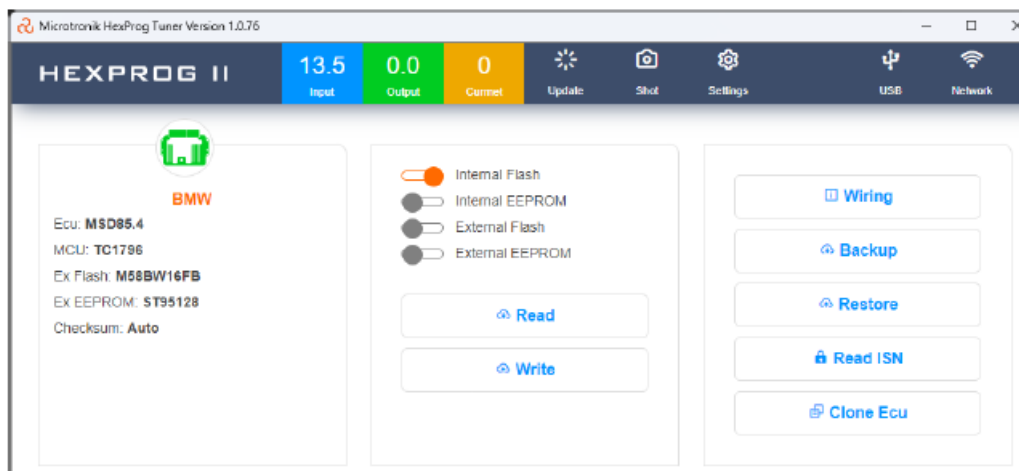 Microtronik HexProg Tuner Version 1.0.76
HEXPROG II
13.5
Input
0.0
Output
0
Currnet
Update
Shot
Settings
USB
Network
BMW
Ecu: MSD85.4
MCU: TC1796
Ex Flash: M58BW16FB
Ex EEPROM: ST95128
Checksum: Auto
Internal Flash
Internal EEPROM
External Flash
External EEPROM
Read
Write
Wiring
Backup
Restore
Read ISN
Clone Ecu